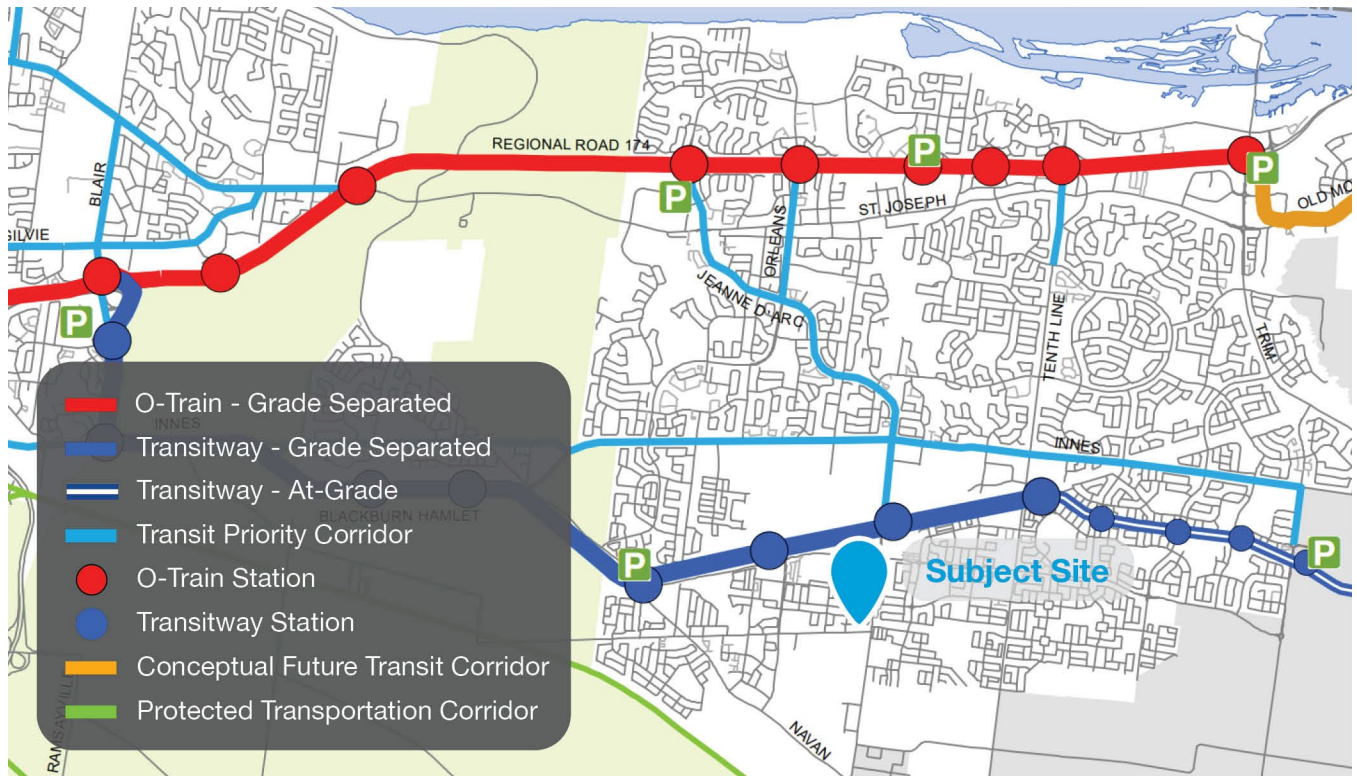 REGIONAL ROAD 174
P
BLAIR
P
P
OLD MO
ST. JOSEPH
ORLEANS
GILVIE
JEANNE D'ARC
P
TENTH LINE
TRIM
O-Train - Grade Separated
INNES
Transitway - Grade Separated
INNES
Transitway - At-Grade
BLACKBURN HAMLET
Transit Priority Corridor
P
P
O-Train Station
Subject Site
Transitway Station
Conceptual Future Transit Corridor
Protected Transportation Corridor
RAMSAYVILLE
NAVAN